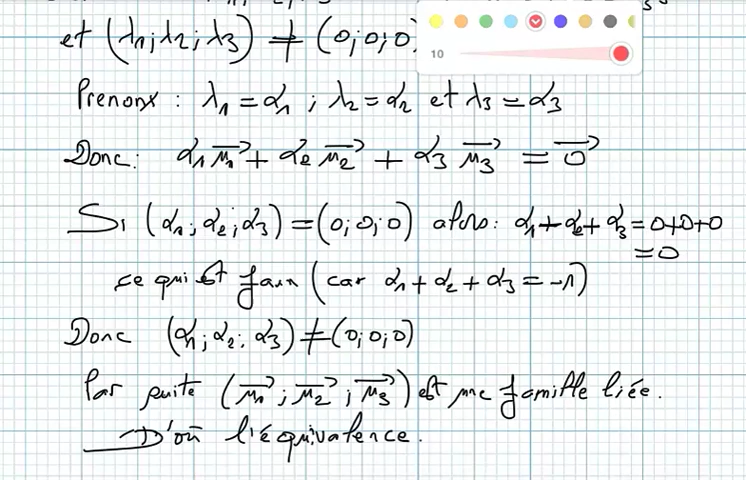 et (λ1;λ2;λ3) ≠ (0;0;0)
10
Prenons : λ1 = α1 ; λ2 = α2 et λ3 = α3
Donc: α1 u1⃗ + α2 u2⃗ + α3 u3⃗ = 0⃗
Si (α1; α2; α3) = (0;0;0) alors: α1 + α2 + α3 = 0+0+0
= 0
ce qui est faux (car α1 + α2 + α3 = -1)
Donc (α1; α2; α3) ≠ (0;0;0)
Par suite (u1⃗; u2⃗; u3⃗) est une famille liée.
D'où l'équivalence.